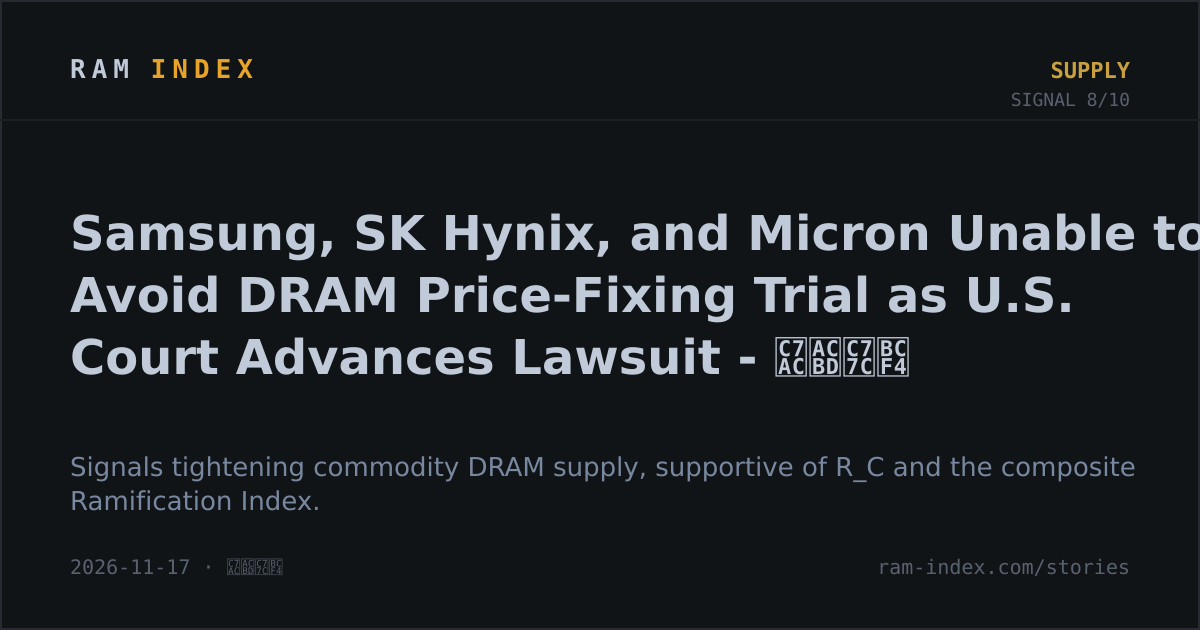 RAM INDEX
SUPPLY
SIGNAL 8/10
Samsung, SK Hynix, and Micron Unable to
Avoid DRAM Price-Fixing Trial as U.S.
Court Advances Lawsuit -
Signals tightening commodity DRAM supply, supportive of R_C and the composite
Ramification Index.
2026-11-17 ·
ram-index.com/stories